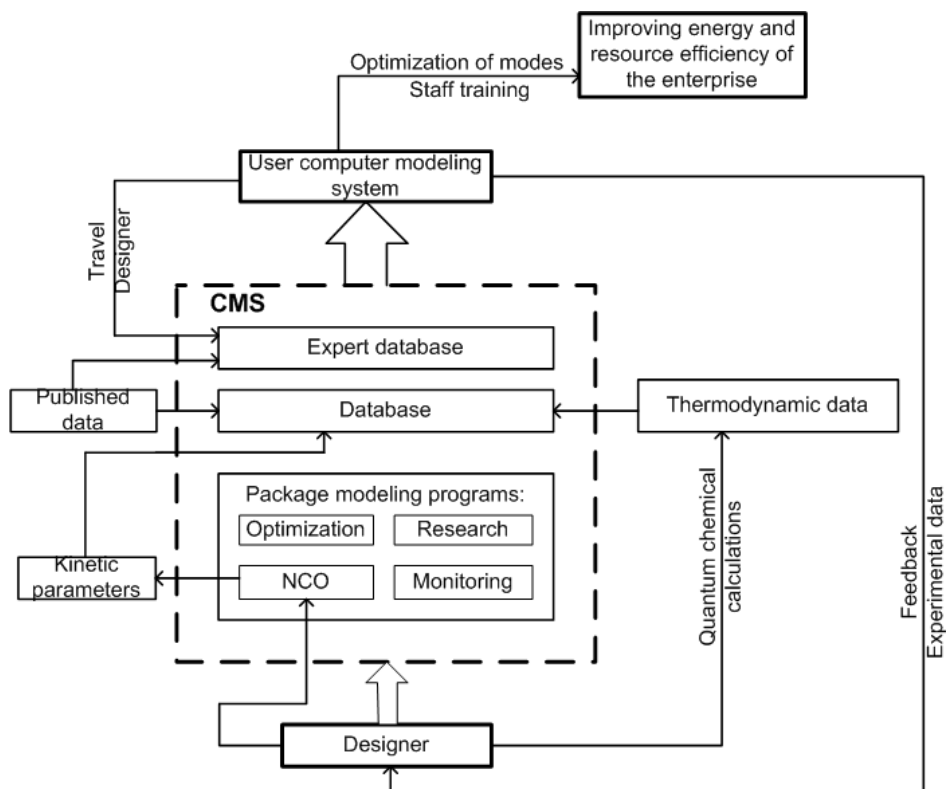 Improving energy and
resource efficiency of
the enterprise
Optimization of modes
Staff training
User computer modeling
system
Travel
Designer
CMS
Expert database
Published
data
Database
Thermodynamic data
Package modeling programs:
Optimization
Research
Kinetic
parameters
NCO
Monitoring
Quantum chemical
calculations
Feedback
Experimental data
Designer